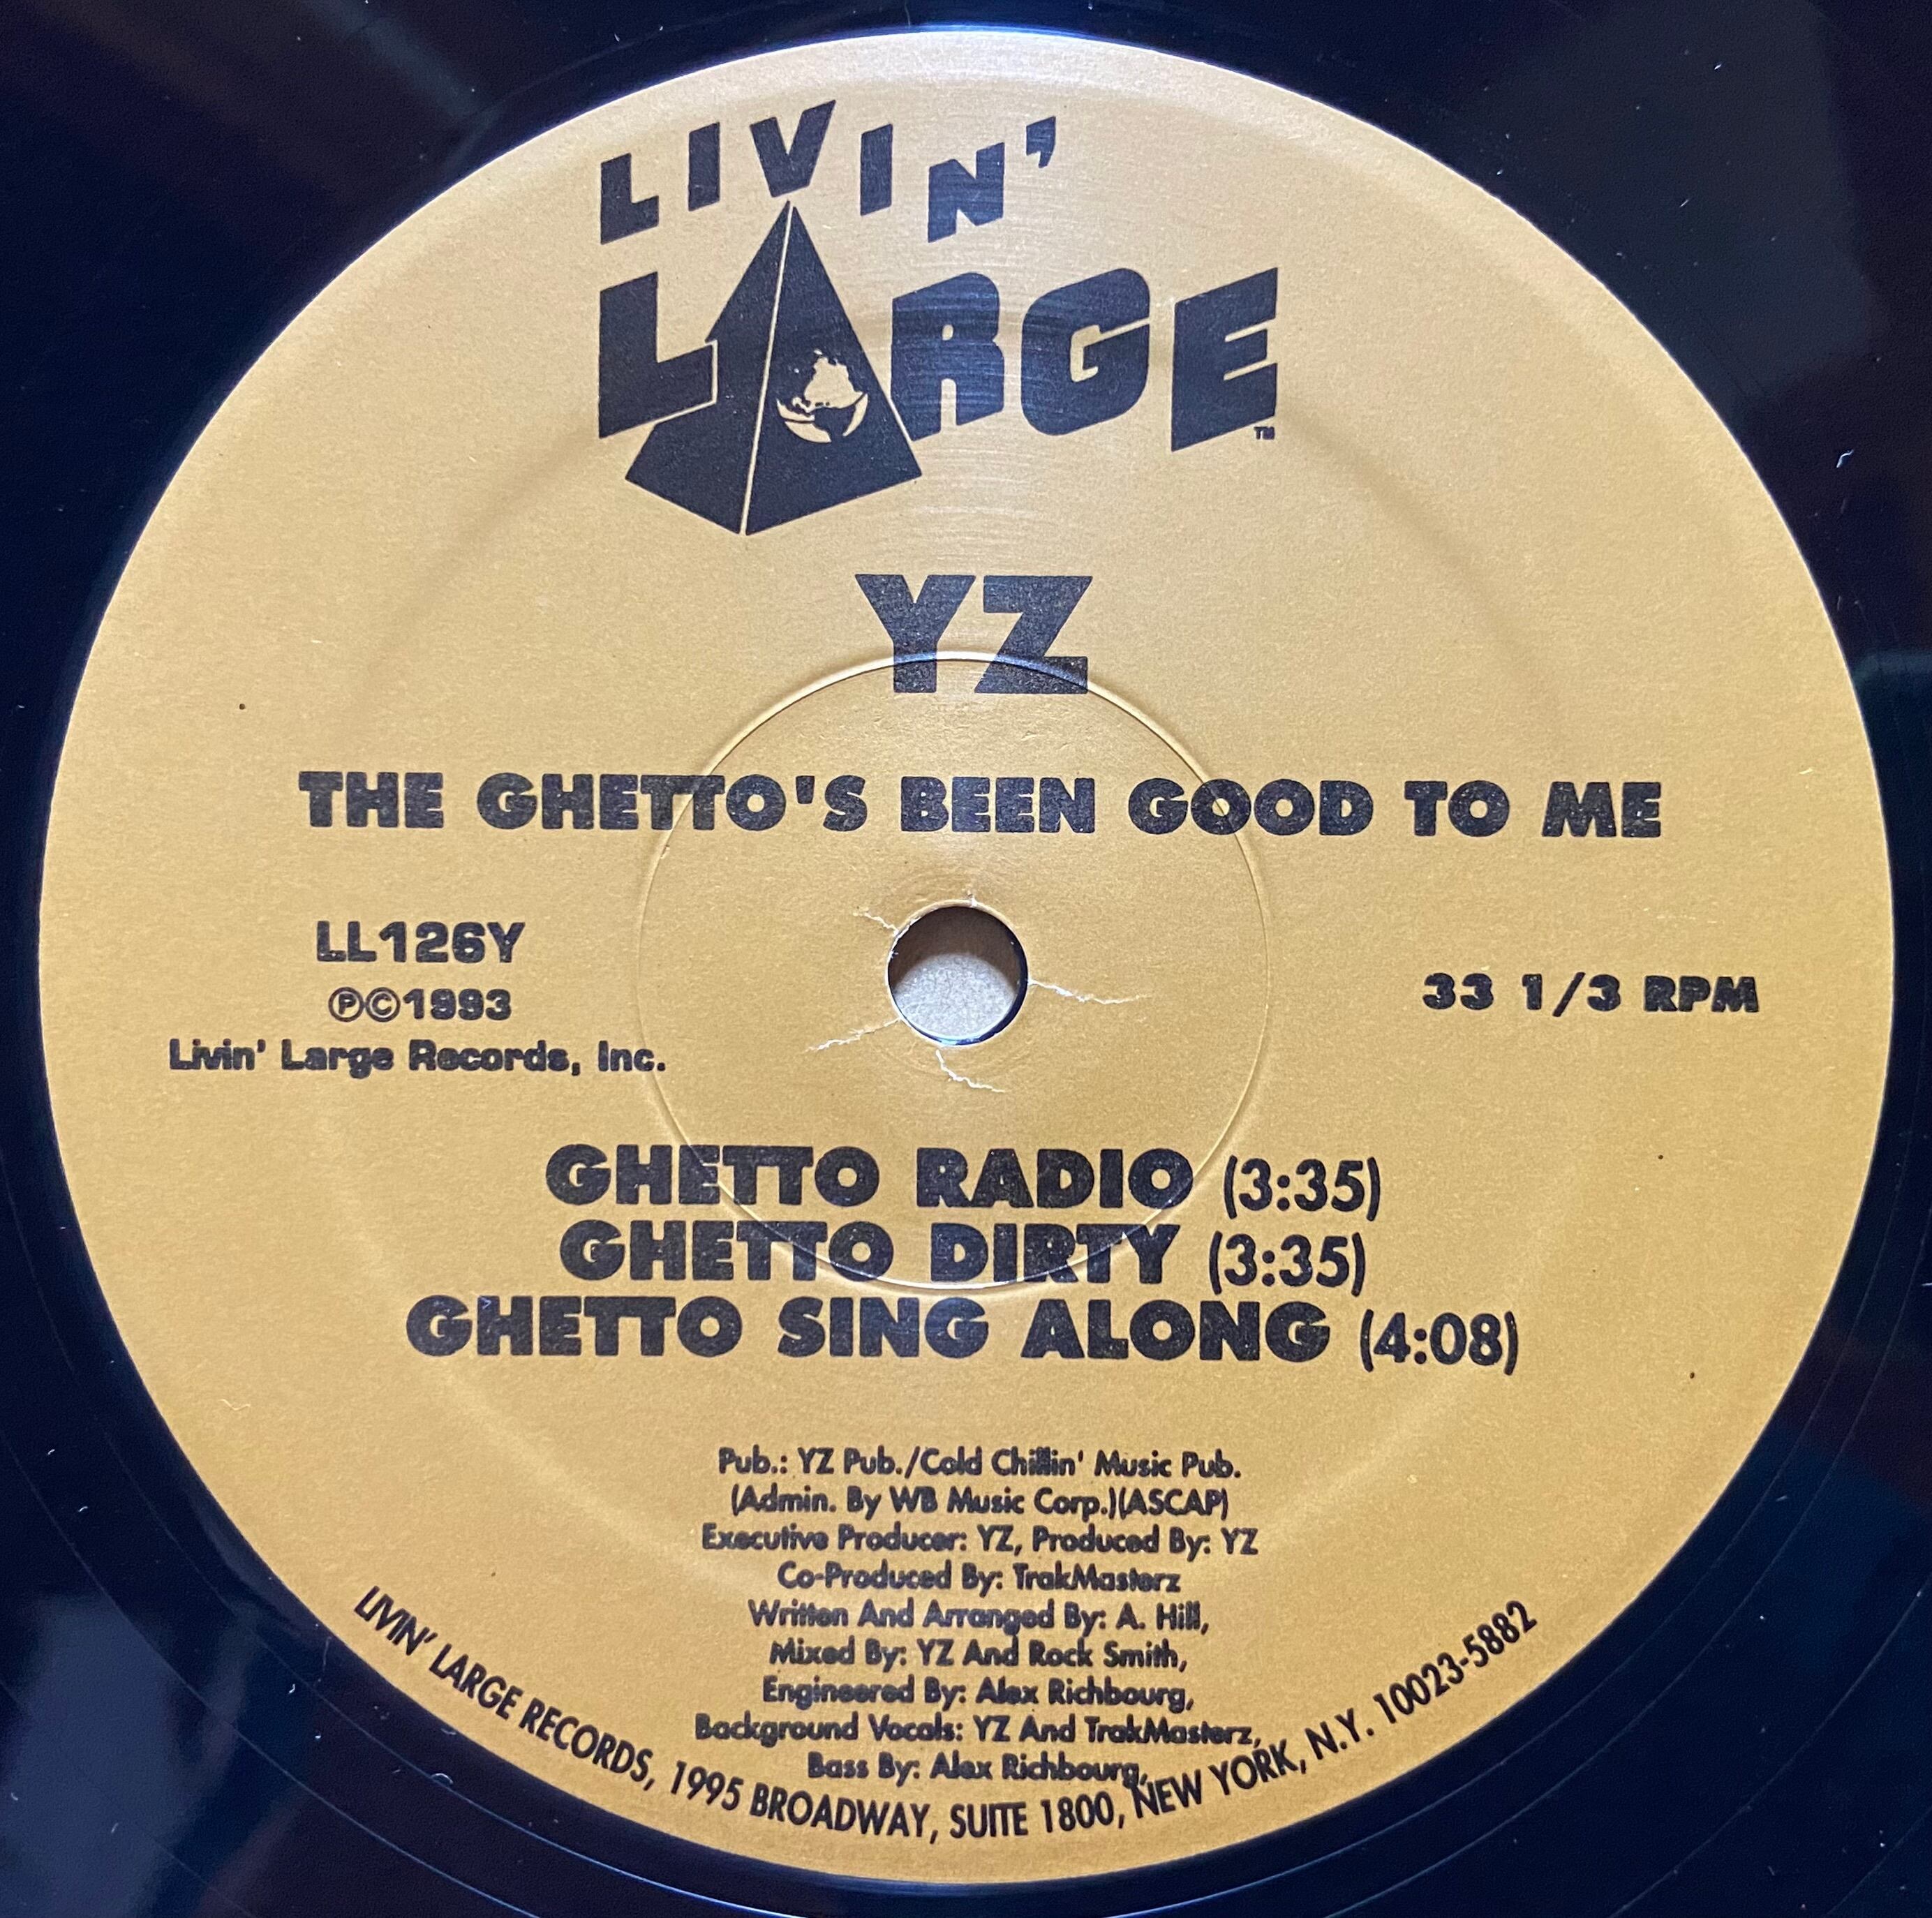 LIVIN'
LARGE™
YZ
THE GHETTO'S BEEN GOOD TO ME
LL126Y
℗©1993
Livin' Large Records, Inc.
33 1/3 RPM
GHETTO RADIO (3:35)
GHETTO DIRTY (3:35)
GHETTO SING ALONG (4:08)
Pub.: YZ Pub./Cold Chillin' Music Pub.
(Admin. By WB Music Corp.)(ASCAP)
Executive Producer: YZ, Produced By: YZ
Co-Produced By: TrakMasterz
Written And Arranged By: A. Hill,
Mixed By: YZ And Rock Smith,
Engineered By: Alex Richbourg,
Background Vocals: YZ And TrakMasterz,
Bass By: Alex Richbourg,
LIVIN' LARGE RECORDS, 1995 BROADWAY, SUITE 1800, NEW YORK, N.Y. 10023-5882